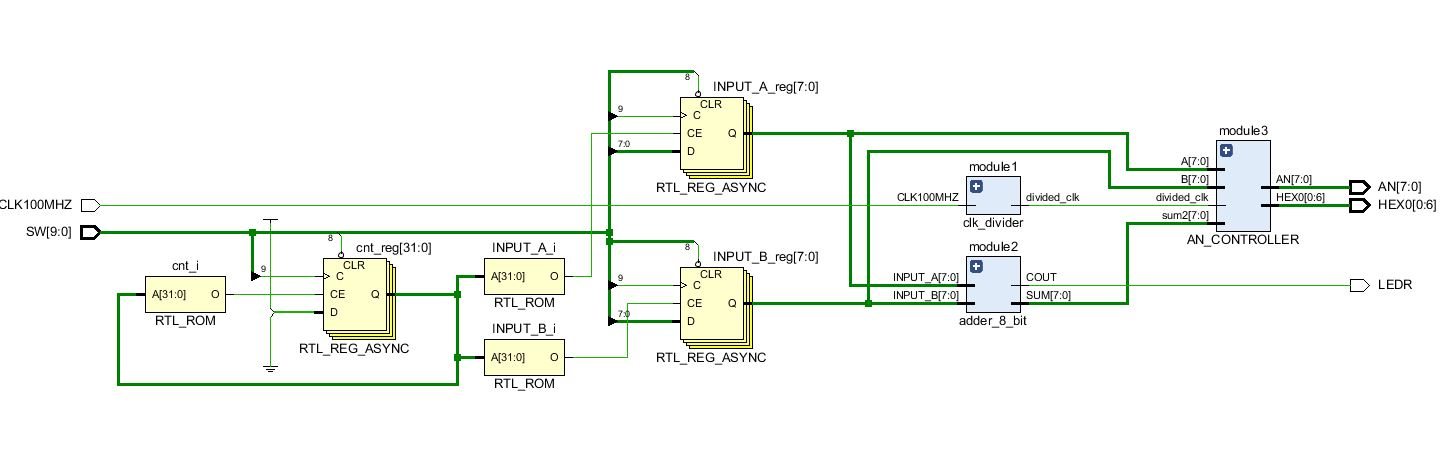 8
INPUT_A_reg[7:0]
CLR
9
C
CE
Q
7:0
D
RTL_REG_ASYNC
module3
A[7:0]
B[7:0]
divided_clk
sum2[7:0]
AN[7:0]
HEX0[0:6]
AN_CONTROLLER
AN[7:0]
HEX0[0:6]
module1
CLK100MHZ
divided_clk
clk_divider
CLK100MHZ
SW[9:0]
8
cnt_reg[31:0]
CLR
9
C
CE
Q
D
RTL_REG_ASYNC
cnt_i
A[31:0]
O
RTL_ROM
INPUT_A_i
A[31:0]
O
RTL_ROM
INPUT_B_i
A[31:0]
O
RTL_ROM
8
INPUT_B_reg[7:0]
CLR
9
C
CE
Q
7:0
D
RTL_REG_ASYNC
module2
INPUT_A[7:0]
INPUT_B[7:0]
COUT
SUM[7:0]
adder_8_bit
LEDR